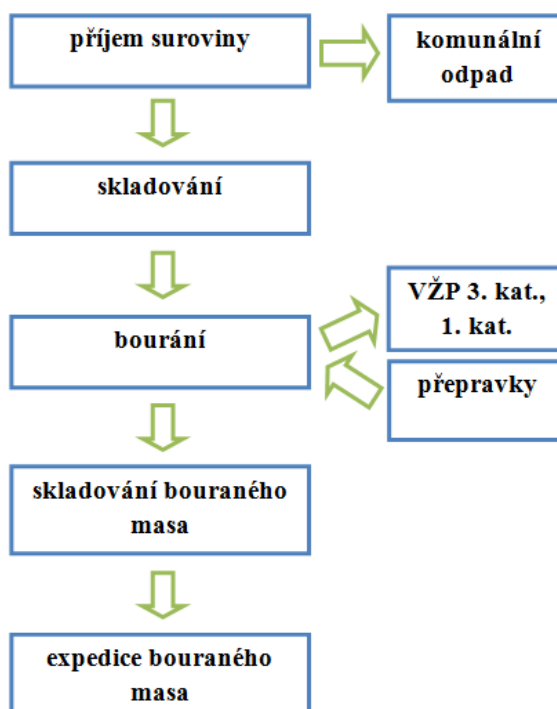 příjem suroviny
komunální
odpad
skladování
bourání
VŽP 3. kat.,
1. kat.
přepravky
skladování bouraného
masa
expedice bouraného
masa